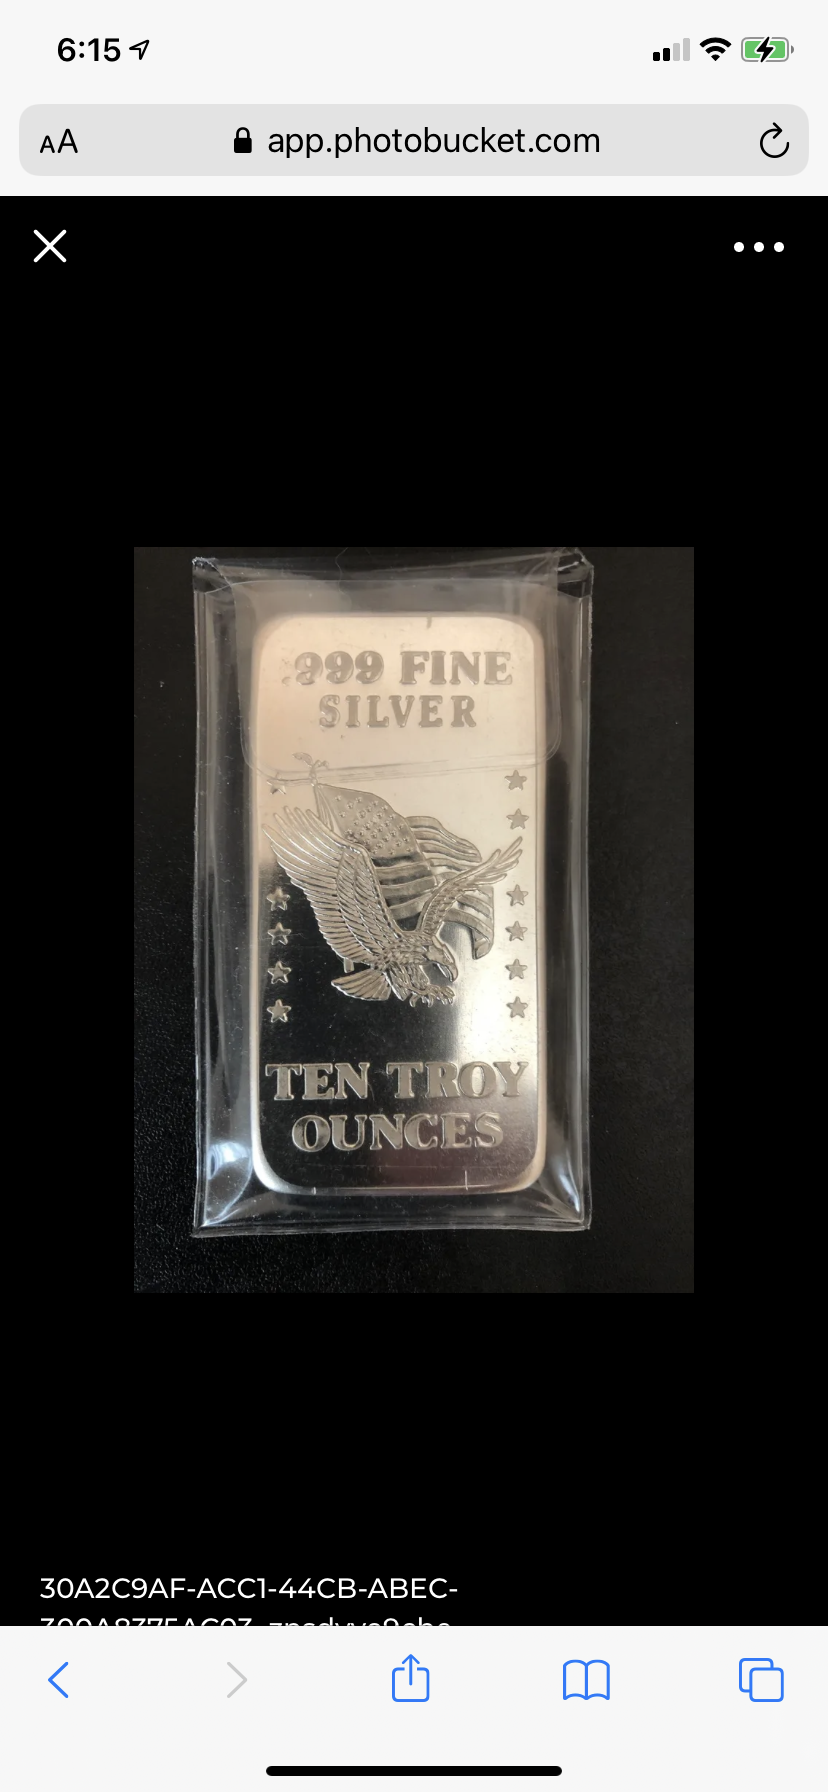 6:15
AA
app.photobucket.com
.999 FINE
SILVER
TEN TROY
OUNCES
30A2C9AF-ACC1-44CB-ABEC-